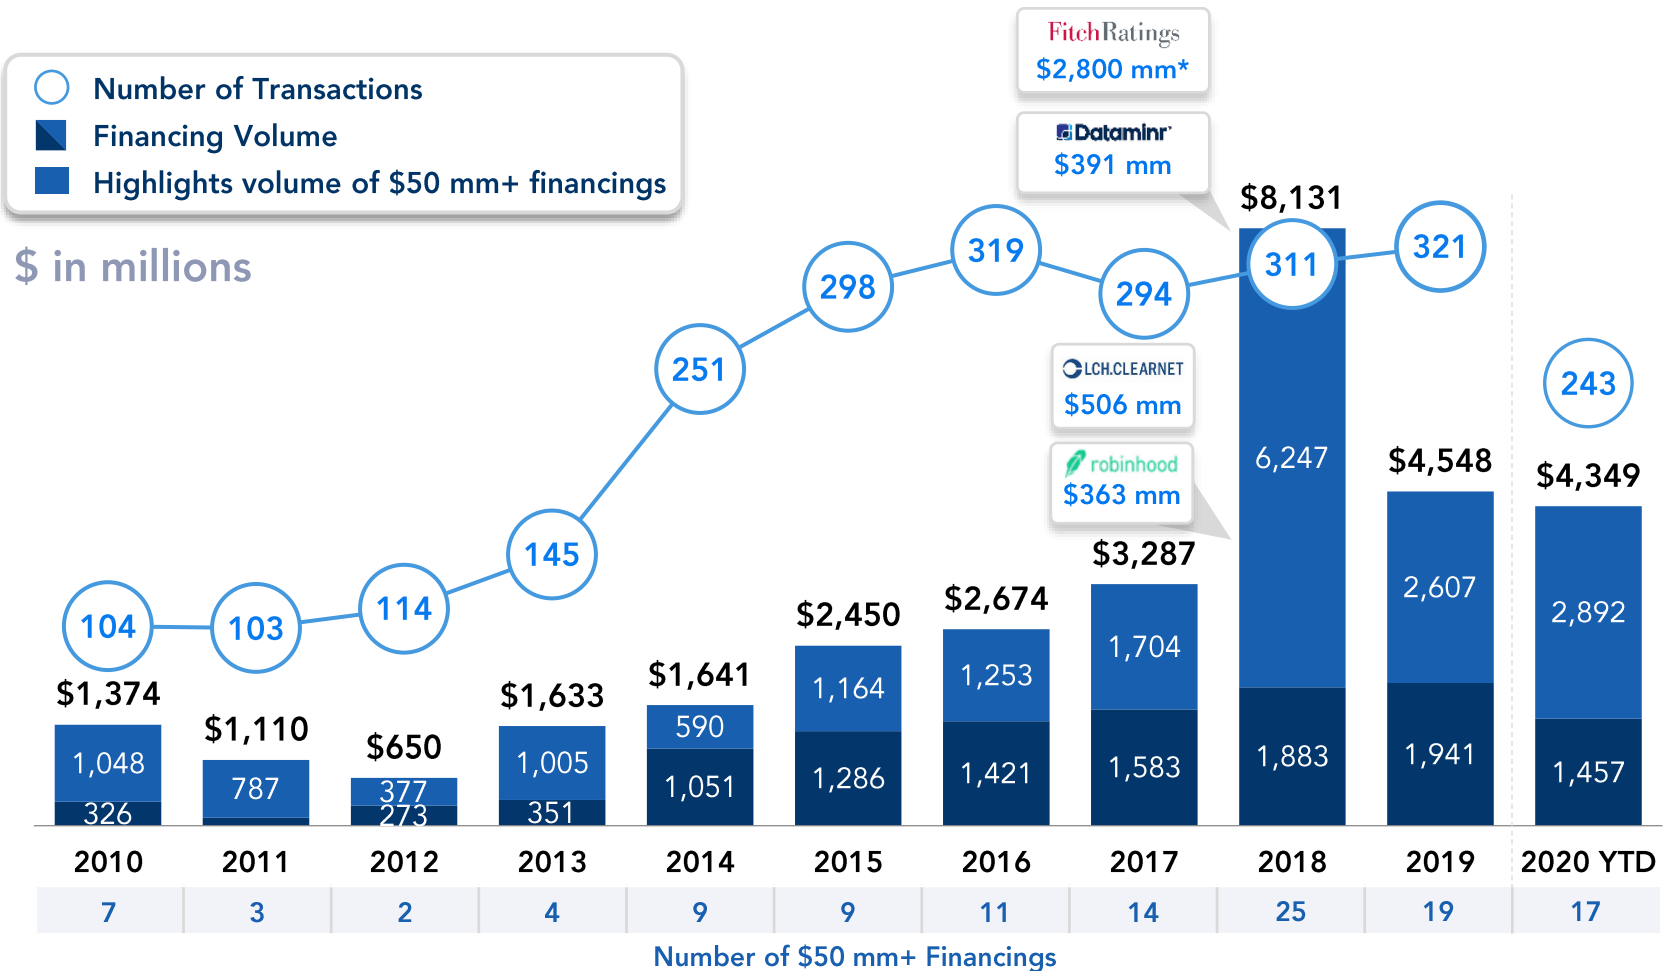 FitchRatings
$2,800 mm*
Dataminr
$391 mm
Number of Transactions
Financing Volume
Highlights volume of $50 mm+ financings
$ in millions
LCH.CLEARNET
$506 mm
robinhood
$363 mm
104 103 114 145 251 298 319 294 311 321 243
$1,374 $1,110 $650 $1,633 $1,641 $2,450 $2,674 $3,287 $8,131 $4,548 $4,349
1,048 787 377 1,005 590 1,164 1,253 1,704 6,247 2,607 2,892
326 273 351 1,051 1,286 1,421 1,583 1,883 1,941 1,457
2010 2011 2012 2013 2014 2015 2016 2017 2018 2019 2020 YTD
7 3 2 4 9 9 11 14 25 19 17
Number of $50 mm+ Financings